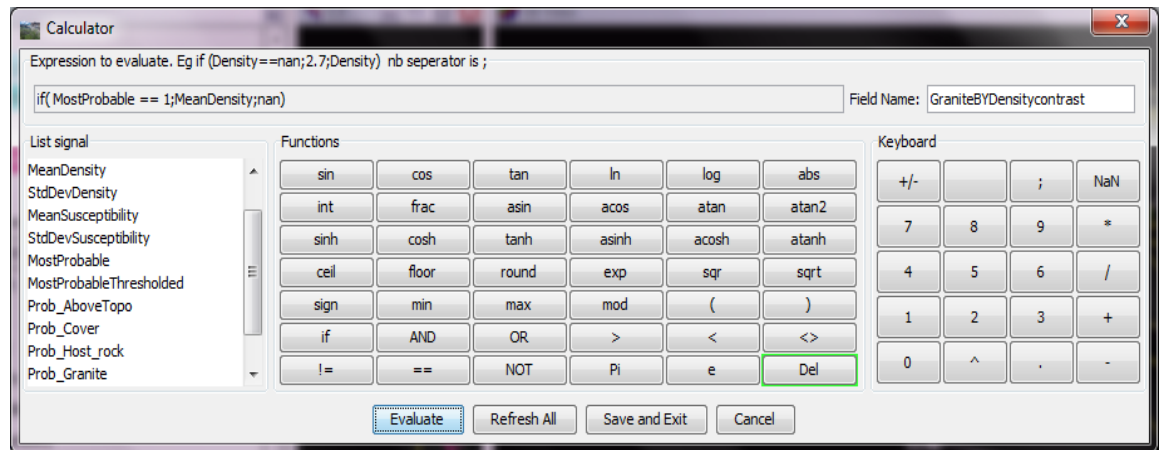 Calculator
Expression to evaluate. Eg if (Density==nan;2.7;Density) nb seperator is ;
if( MostProbable == 1;MeanDensity;nan) Field Name: GraniteBYDensitycontrast
List signal
MeanDensity
StdDevDensity
MeanSusceptibility
StdDevSusceptibility
MostProbable
MostProbableThresholded
Prob_AboveTopo
Prob_Cover
Prob_Host_rock
Prob_Granite
Functions
sin cos tan ln log abs
int frac asin acos atan atan2
sinh cosh tanh asinh acosh atanh
ceil floor round exp sqr sqrt
sign min max mod ( )
if AND OR > < <>
!= == NOT Pi e Del
Keyboard
+/- ; NaN
7 8 9 *
4 5 6 /
1 2 3 +
0 ^ . -
Evaluate Refresh All Save and Exit Cancel